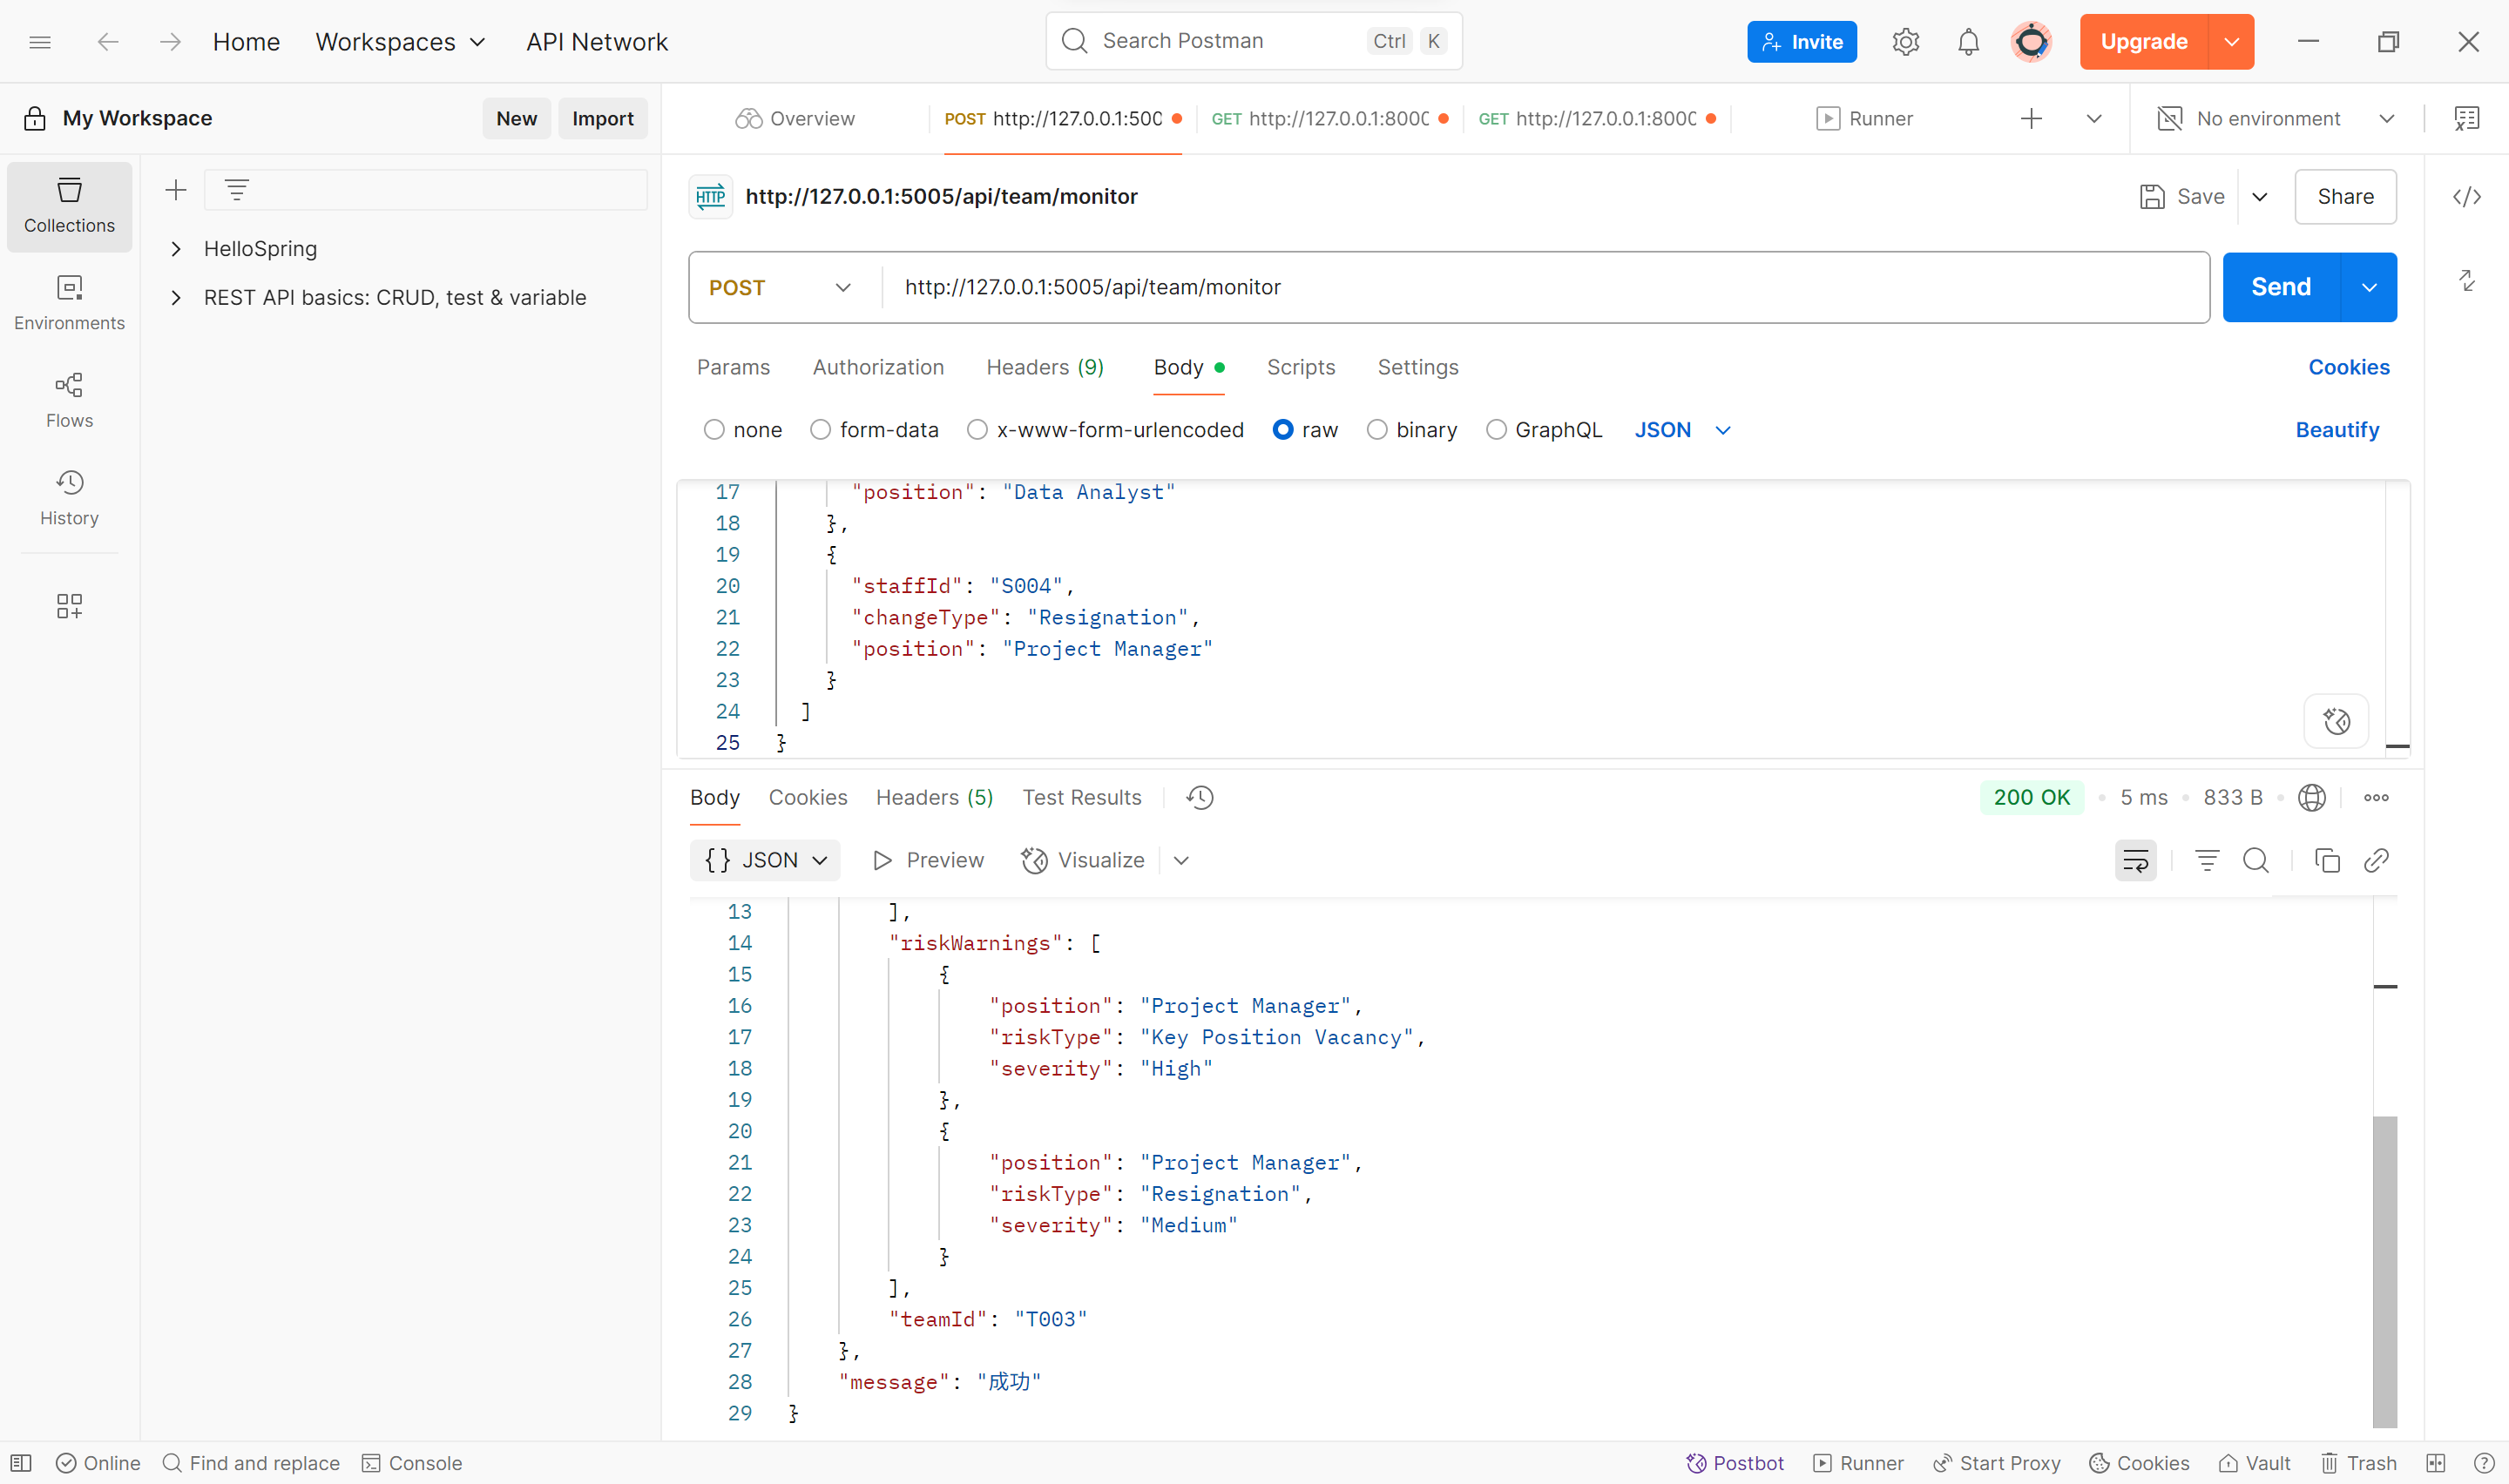 Home
Workspaces
API Network
Search Postman
Ctrl
K
Invite
Upgrade
My Workspace
New
Import
Overview
POST http://127.0.0.1:500
GET http://127.0.0.1:8000
GET http://127.0.0.1:8000
Runner
No environment
Collections
Environments
Flows
History
HelloSpring
REST API basics: CRUD, test & variable
HTTP
http://127.0.0.1:5005/api/team/monitor
Save
Share
POST
http://127.0.0.1:5005/api/team/monitor
Send
Params
Authorization
Headers (9)
Body
Scripts
Settings
Cookies
none
form-data
x-www-form-urlencoded
raw
binary
GraphQL
JSON
Beautify
17 "position": "Data Analyst"
18 },
19 {
20 "staffId": "S004",
21 "changeType": "Resignation",
22 "position": "Project Manager"
23 }
24 ]
25 }
Body
Cookies
Headers (5)
Test Results
200 OK
5 ms
833 B
{ } JSON
Preview
Visualize
13 ],
14 "riskWarnings": [
15 {
16 "position": "Project Manager",
17 "riskType": "Key Position Vacancy",
18 "severity": "High"
19 },
20 {
21 "position": "Project Manager",
22 "riskType": "Resignation",
23 "severity": "Medium"
24 }
25 ],
26 "teamId": "T003"
27 },
28 "message": "成功"
29 }
Online
Find and replace
Console
Postbot
Runner
Start Proxy
Cookies
Vault
Trash